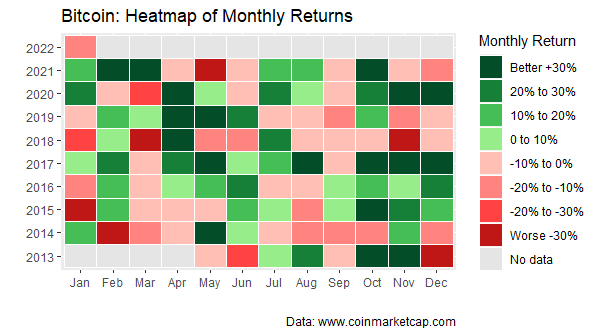 Bitcoin: Heatmap of Monthly Returns
2022
2021
2020
2019
2018
2017
2016
2015
2014
2013
Jan Feb Mar Apr May Jun Jul Aug Sep Oct Nov Dec
Monthly Return
Better +30%
20% to 30%
10% to 20%
0 to 10%
-10% to 0%
-20% to -10%
-20% to -30%
Worse -30%
No data
Data: www.coinmarketcap.com